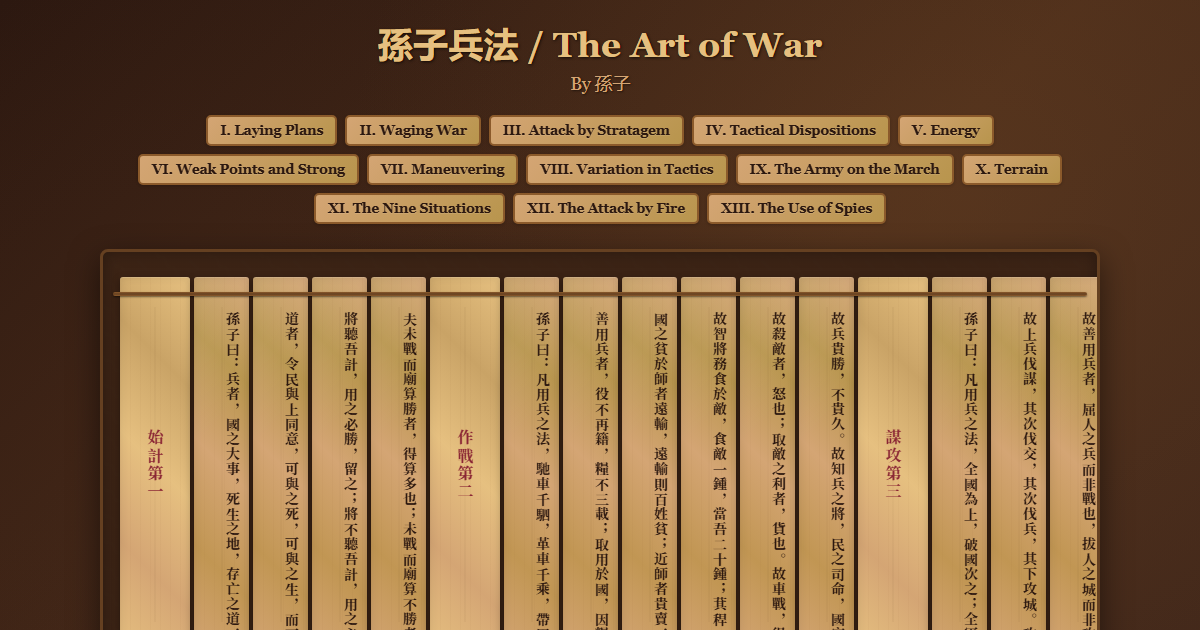 孫子兵法 / The Art of War
By 孫子
I. Laying Plans
II. Waging War
III. Attack by Stratagem
IV. Tactical Dispositions
V. Energy
VI. Weak Points and Strong
VII. Maneuvering
VIII. Variation in Tactics
IX. The Army on the March
X. Terrain
XI. The Nine Situations
XII. The Attack by Fire
XIII. The Use of Spies
始計第一
孫子曰：兵者，國之大事，死生之地，存亡之道，
道者，令民與上同意，可與之死，可與之生，而
將聽吾計，用之必勝，留之；將不聽吾計，用之
夫未戰而廟算勝者，得算多也；未戰而廟算不勝
作戰第二
孫子曰：凡用兵之法，馳車千駟，革車千乘，帶
善用兵者，役不再籍，糧不三載；取用於國，因
國之貧於師者遠輸，遠輸則百姓貧；近師者貴賣，
故智將務食於敵，食敵一鍾，當吾二十鍾；萁稈
故殺敵者，怒也；取敵之利者，貨也。故車戰，
故兵貴勝，不貴久。故知兵之將，民之司命，國
謀攻第三
孫子曰：凡用兵之法，全國為上，破國次之；全
故上兵伐謀，其次伐交，其次伐兵，其下攻城。
故善用兵者，屈人之兵而非戰也，拔人之城而非